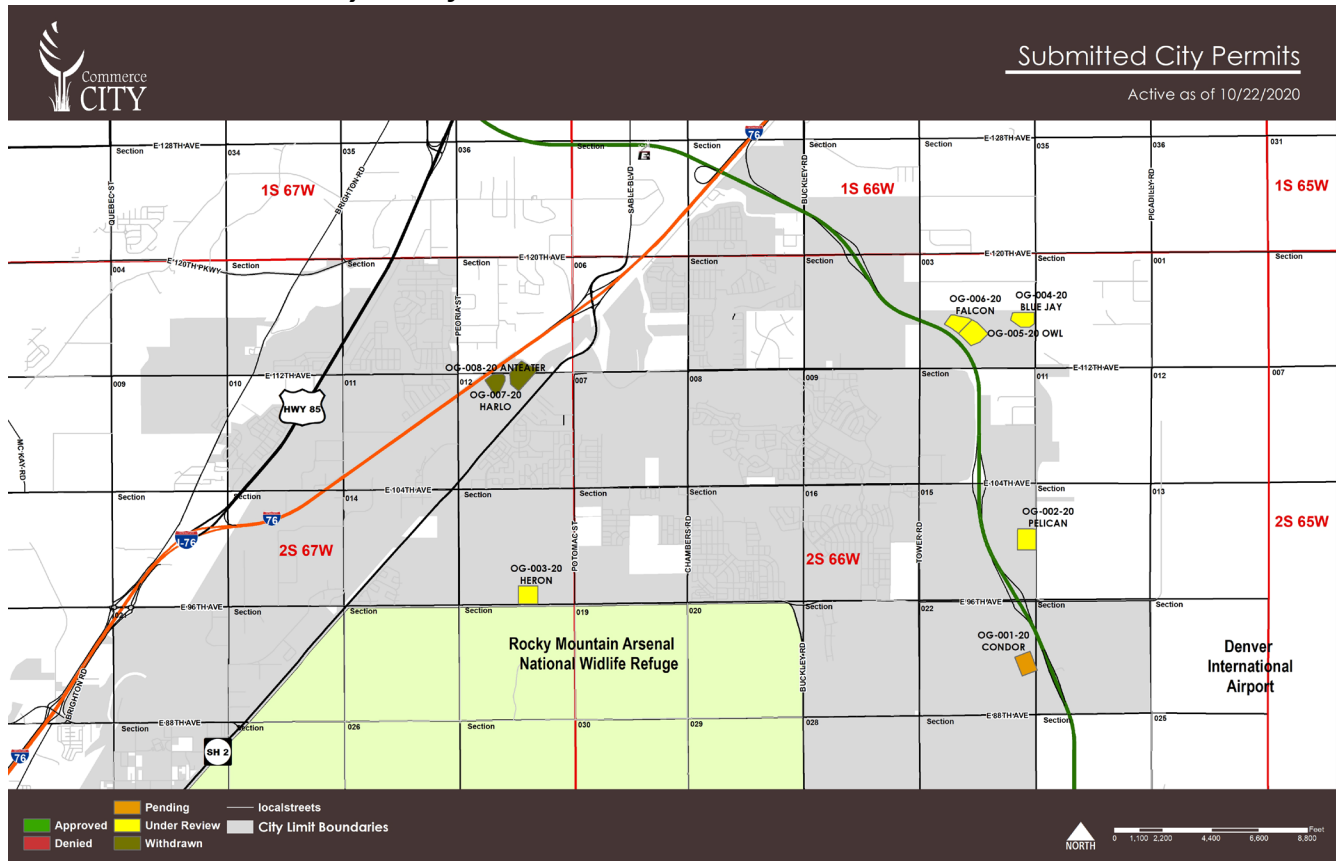 Commerce
CITY
Submitted City Permits
Active as of 10/22/2020
76
E 128TH AVE
Section
034
035
036
Section
Section
Section
035
036
031
1S 67W
1S 66W
1S 65W
QUEBEC ST
BRIGHTON RD
SABLE BLVD
BUCKLEY RD
PICADILLY RD
E 120TH PKWY
E 120TH AVE
E 120TH AVE
004
Section
Section
Section
006
Section
Section
003
Section
001
Section
PEORIA ST
OG-006-20
FALCON
OG-004-20
BLUE JAY
OG-005-20 OWL
OG-008-20 ANTEATER
OG-007-20
HARLO
E 112TH AVE
E 112TH AVE
009
010
011
012
007
008
009
011
012
007
HWY 85
MC KAY RD
E 104TH AVE
E 104TH AVE
Section
Section
014
Section
Section
Section
016
015
Section
013
76
I-76
2S 67W
2S 66W
2S 65W
POTOMAC ST
CHAMBERS RD
TOWER RD
OG-002-20
PELICAN
OG-003-20
HERON
E 96TH AVE
E 96TH AVE
Section
Section
Section
019
020
Section
022
Section
Section
Rocky Mountain Arsenal
National Widlife Refuge
OG-001-20
CONDOR
Denver
International
Airport
BRIGHTON RD
BUCKLEY RD
E 88TH AVE
E 88TH AVE
Section
Section
026
Section
030
029
028
Section
Section
025
SH 2
76
Approved
Denied
Pending
Under Review
Withdrawn
localstreets
City Limit Boundaries
NORTH
0 1,100 2,200 4,400 6,600 8,800
Feet